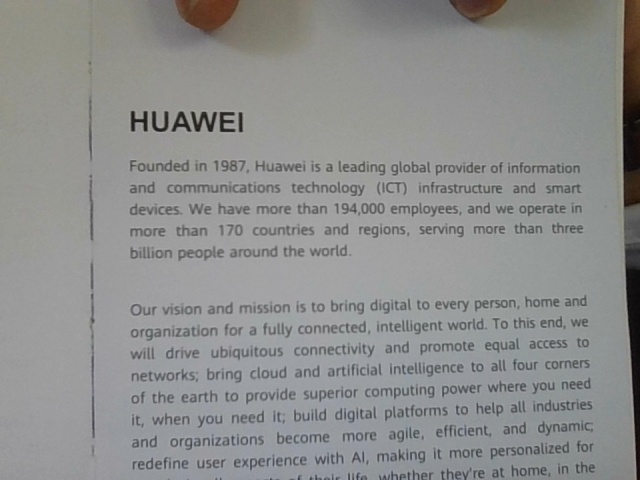 HUAWEI
Founded in 1987, Huawei is a leading global provider of information
and communications technology (ICT) infrastructure and smart
devices. We have more than 194,000 employees, and we operate in
more than 170 countries and regions, serving more than three
billion people around the world.
Our vision and mission is to bring digital to every person, home and
organization for a fully connected, intelligent world. To this end, we
will drive ubiquitous connectivity and promote equal access to
networks; bring cloud and artificial intelligence to all four corners
of the earth to provide superior computing power where you need
it, when you need it; build digital platforms to help all industries
and organizations become more agile, efficient, and dynamic;
redefine user experience with AI, making it more personalized for
of their life, whether they're at home, in the